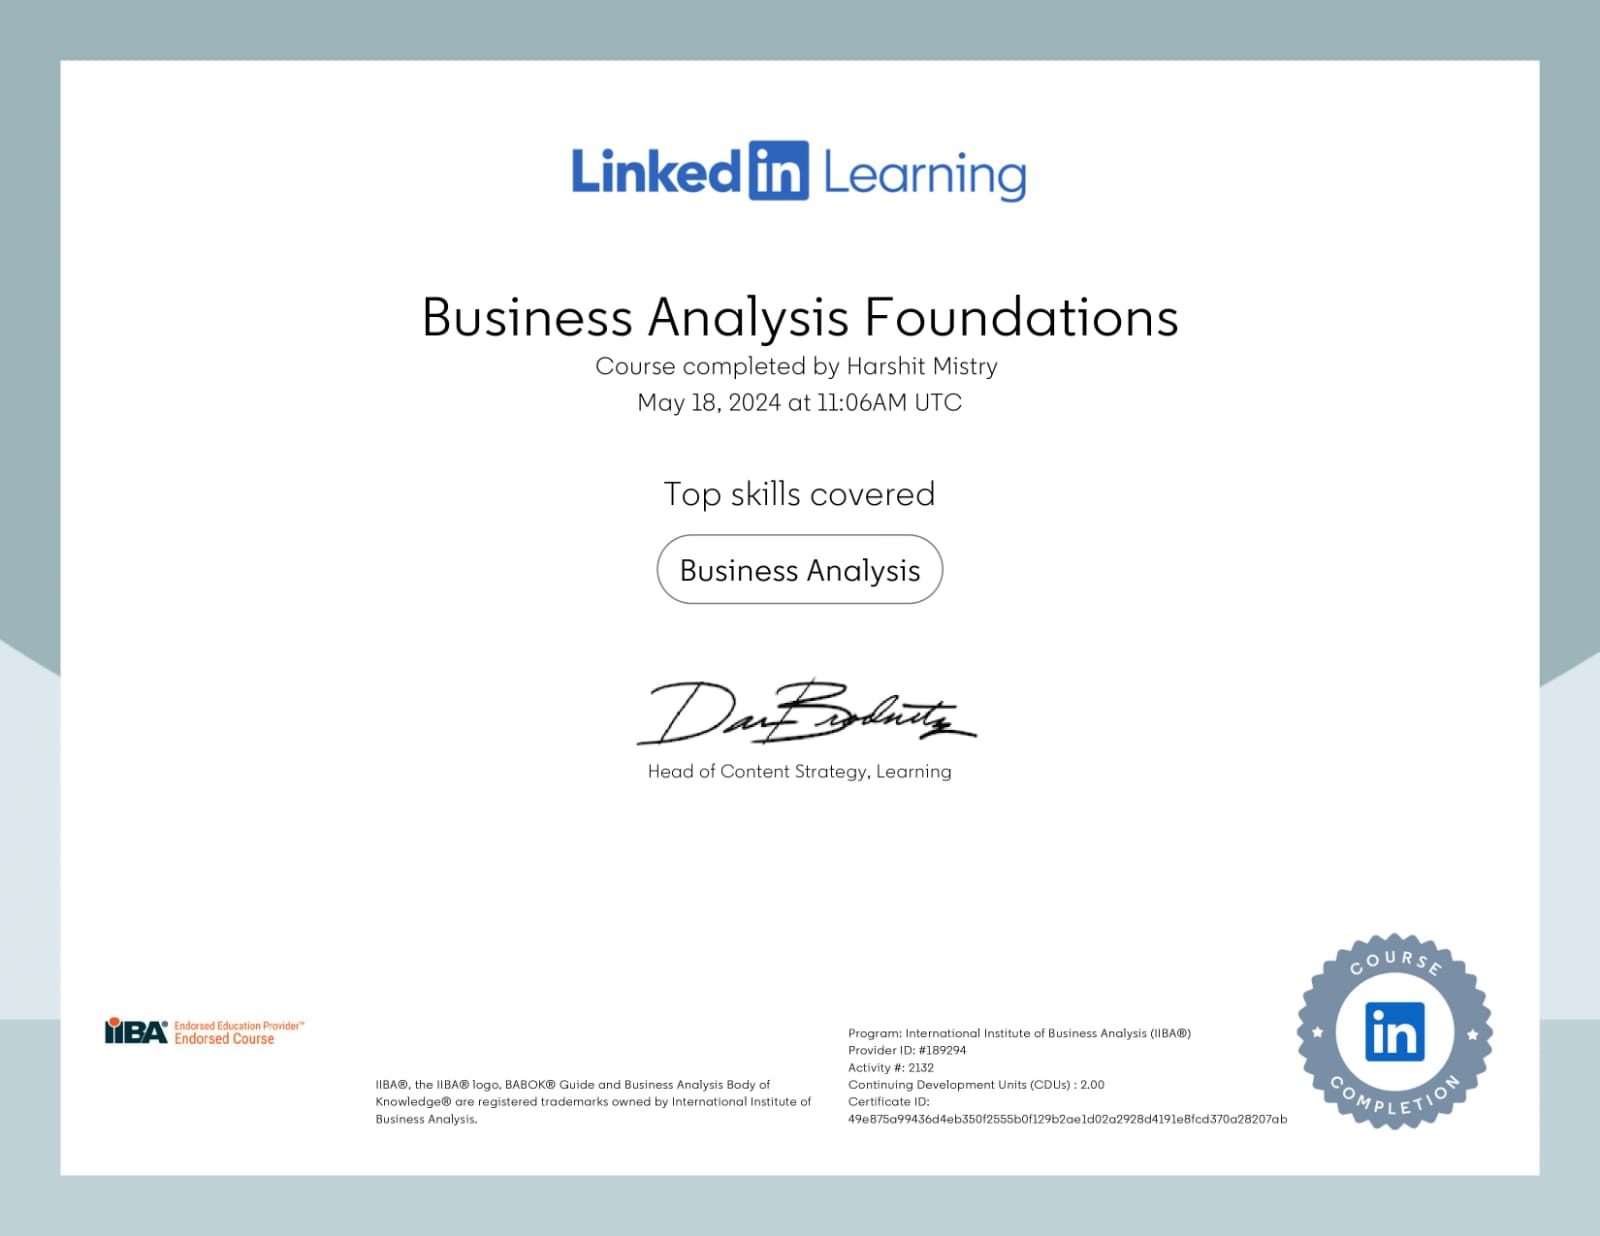 Linked in Learning
Business Analysis Foundations
Course completed by Harshit Mistry
May 18, 2024 at 11:06AM UTC
Top skills covered
Business Analysis
Dan Brodnitz
Head of Content Strategy, Learning
IIBA® Endorsed Education Provider™
Endorsed Course
IIBA®, the IIBA® logo, BABOK® Guide and Business Analysis Body of
Knowledge® are registered trademarks owned by International Institute of
Business Analysis.
Program: International Institute of Business Analysis (IIBA®)
Provider ID: #189294
Activity #: 2132
Continuing Development Units (CDUs) : 2.00
Certificate ID:
49e875a99436d4eb350f2555b0f129b2ae1d02a2928d4191e8fcd370a28207ab
COURSE
in
COMPLETION